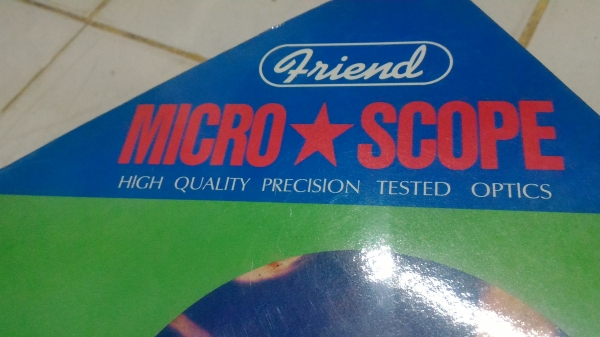 Friend
MICRO★SCOPE
HIGH QUALITY PRECISION TESTED OPTICS